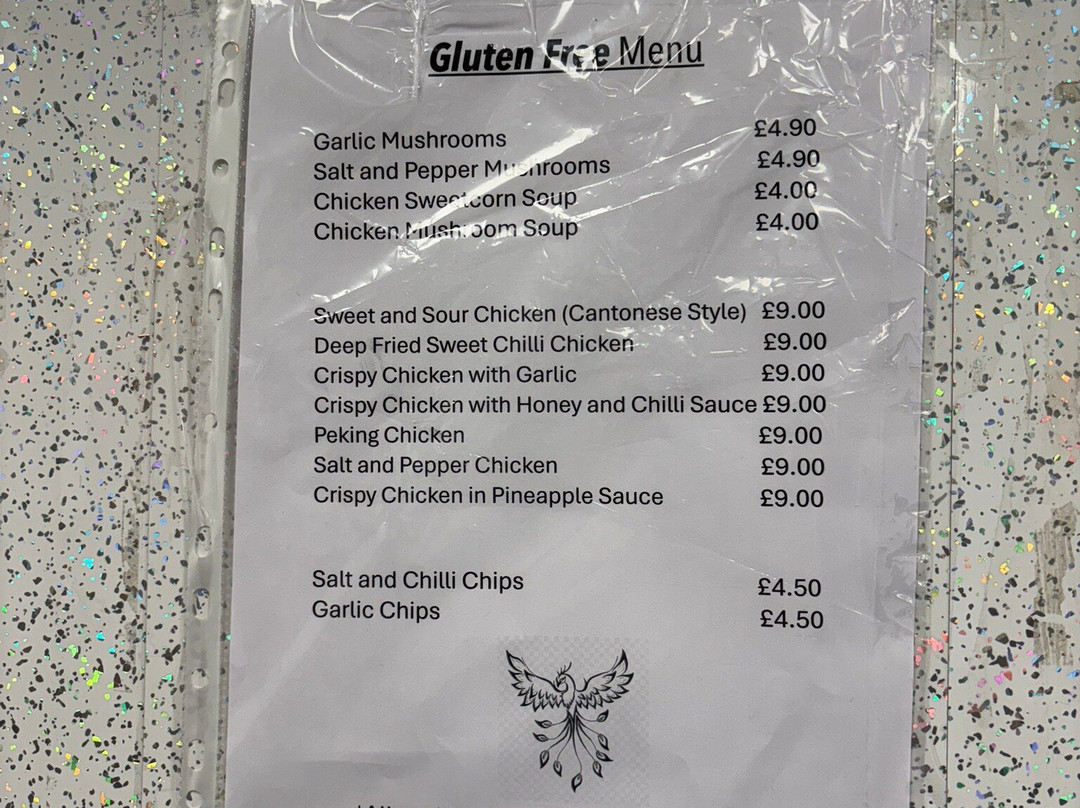 Gluten Free Menu
Garlic Mushrooms £4.90
Salt and Pepper Mushrooms £4.90
Chicken Sweetcorn Soup £4.00
Chicken Mushroom Soup £4.00
Sweet and Sour Chicken (Cantonese Style) £9.00
Deep Fried Sweet Chilli Chicken £9.00
Crispy Chicken with Garlic £9.00
Crispy Chicken with Honey and Chilli Sauce £9.00
Peking Chicken £9.00
Salt and Pepper Chicken £9.00
Crispy Chicken in Pineapple Sauce £9.00
Salt and Chilli Chips £4.50
Garlic Chips £4.50